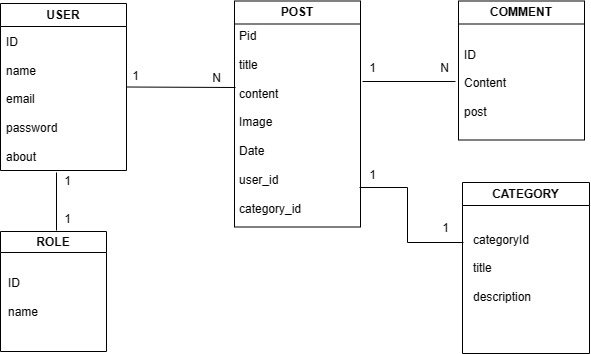 USER
ID
name
email
password
about
1
N
POST
Pid
title
content
Image
Date
user_id
category_id
1
N
COMMENT
ID
Content
post
1
1
ROLE
ID
name
1
1
CATEGORY
categoryId
title
description